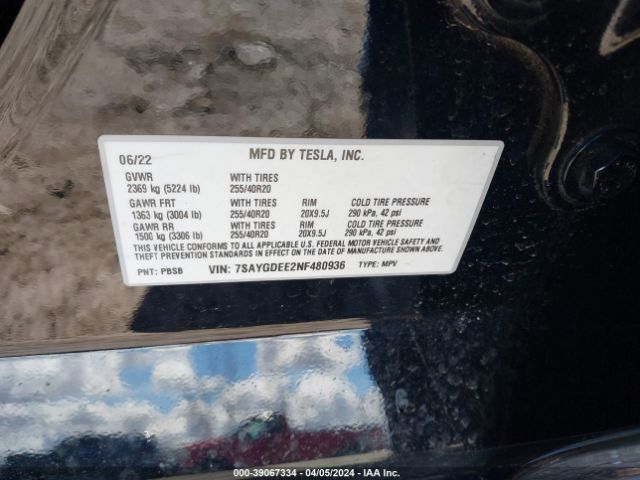 06/22 MFD BY TESLA, INC.
GVWR WITH TIRES
2369 kg (5224 lb) 255/40R20
GAWR FRT WITH TIRES RIM COLD TIRE PRESSURE
1363 kg (3004 lb) 255/40R20 20X9.5J 290 kPa, 42 psi
GAWR RR WITH TIRES RIM COLD TIRE PRESSURE
1500 kg (3306 lb) 255/40R20 20X9.5J 290 kPa, 42 psi
THIS VEHICLE CONFORMS TO ALL APPLICABLE U.S. FEDERAL MOTOR VEHICLE SAFETY AND
THEFT PREVENTION STANDARDS IN EFFECT ON THE DATE OF MANUFACTURE SHOWN ABOVE.
PNT: PBSB VIN: 7SAYGDEE2NF480936 TYPE: MPV
000-39067334 - 04/05/2024 - IAA Inc.